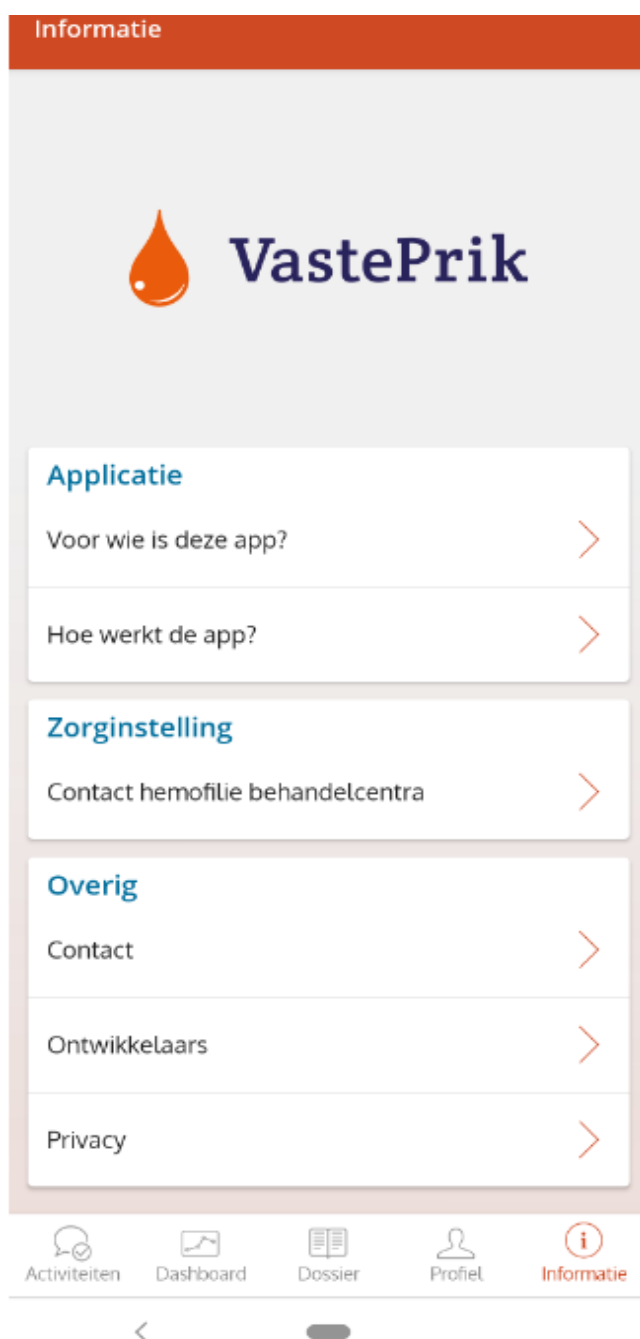 Informatie
VastePrik
Applicatie
Voor wie is deze app?
Hoe werkt de app?
Zorginstelling
Contact hemofilie behandelcentra
Overig
Contact
Ontwikkelaars
Privacy
Activiteiten Dashboard Dossier Profiel Informatie